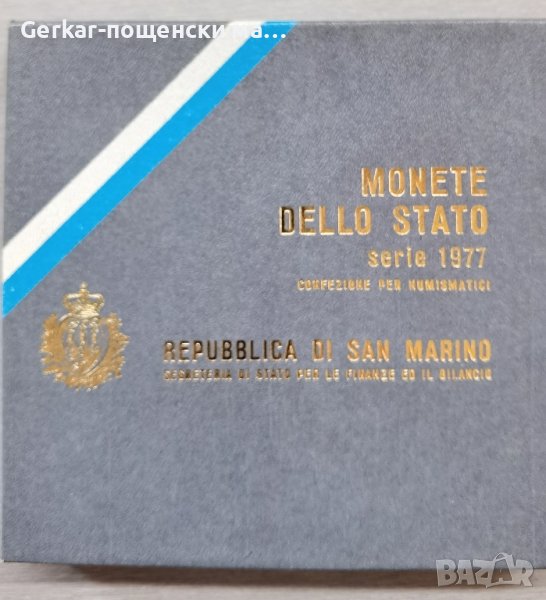 Gerkar-пощенски ма...
MONETE
DELLO STATO
serie 1977
CONFEZIONE PER NUMISMATICI
REPUBBLICA DI SAN MARINO
SEGRETERIA DI STATO PER LE FINANZE ED IL BILANCIO
BAZAR